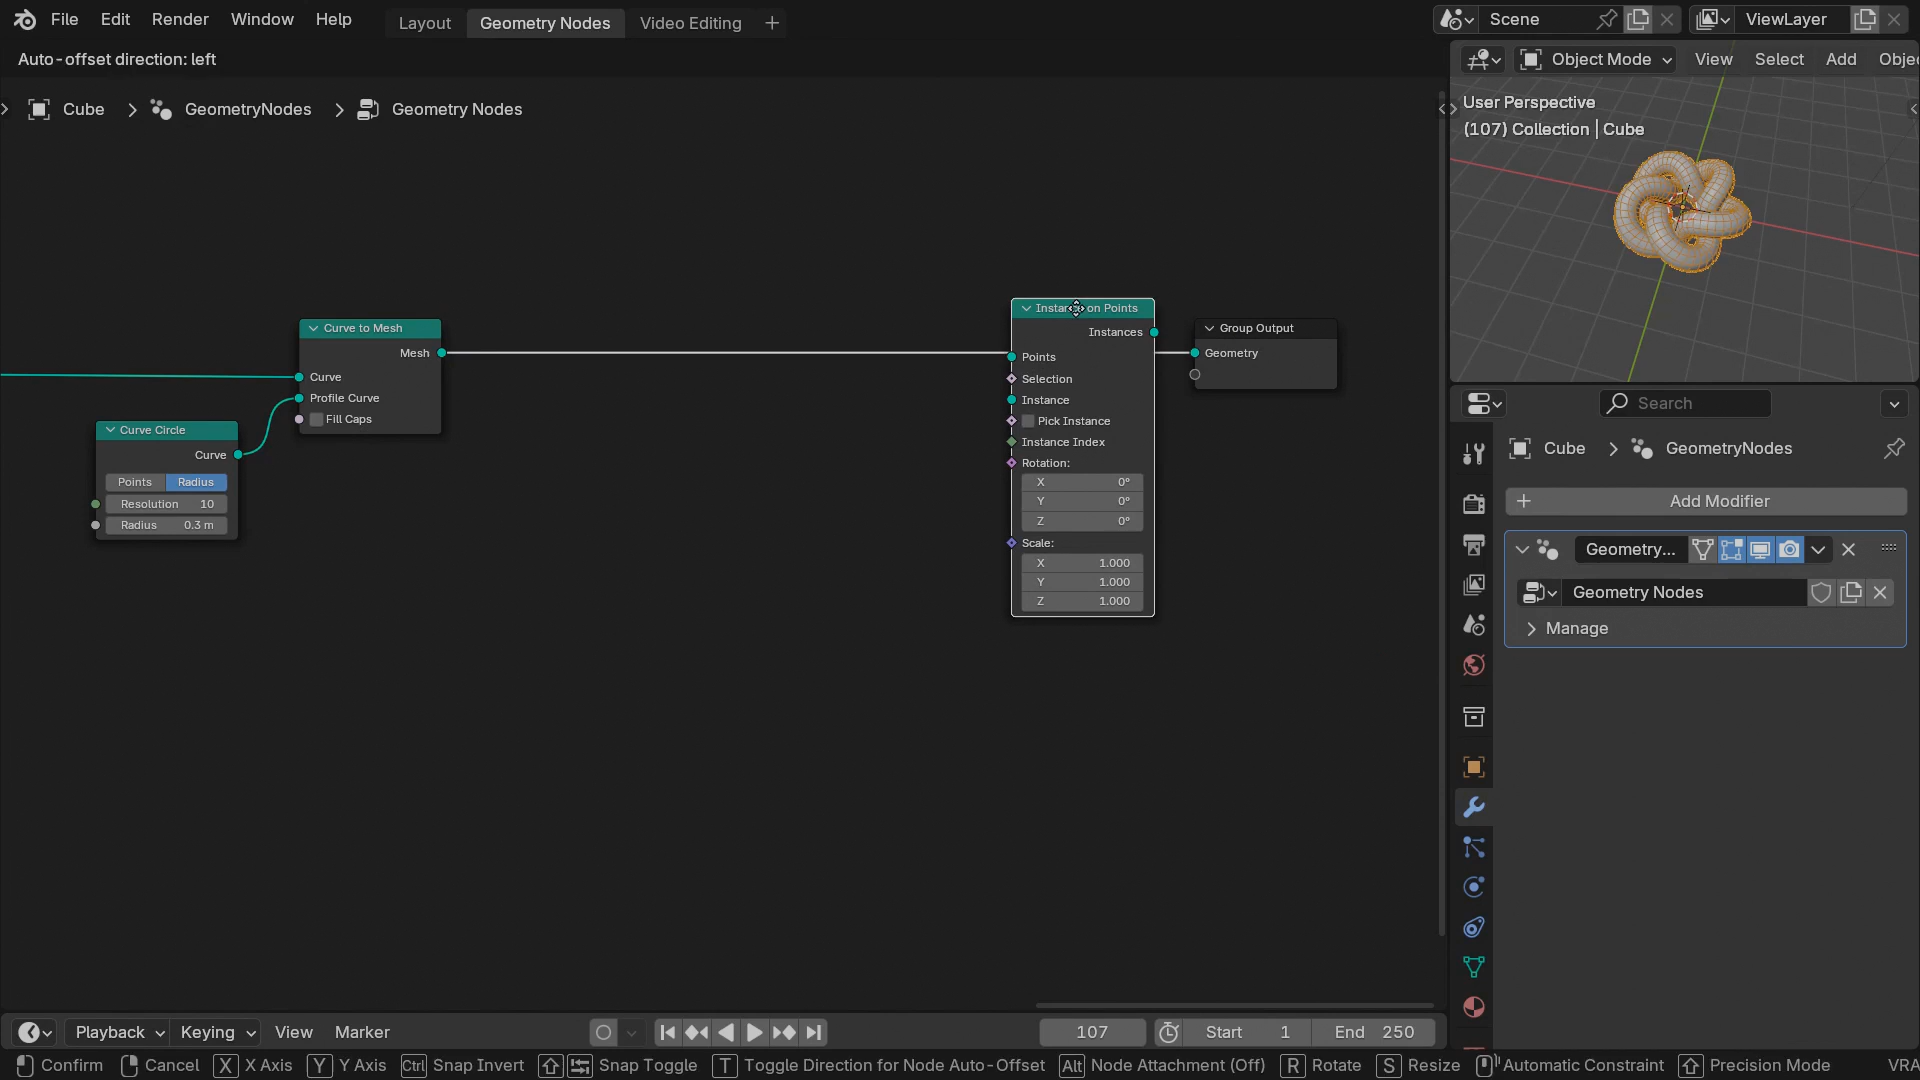 File Edit Render Window Help
Layout Geometry Nodes Video Editing +
Scene ViewLayer
Auto-offset direction: left
Object Mode View Select Add Objec
Cube > GeometryNodes > Geometry Nodes
User Perspective
(107) Collection | Cube
Curve to Mesh
Mesh
Curve
Profile Curve
Fill Caps
Curve Circle
Curve
Points Radius
Resolution 10
Radius 0.3 m
on Points
Instances
Points
Selection
Instance
Pick Instance
Instance Index
Rotation:
X 0°
Y 0°
Z 0°
Scale:
X 1.000
Y 1.000
Z 1.000
Group Output
Geometry
Search
Cube > GeometryNodes
+ Add Modifier
Geometry...
Geometry Nodes
Manage
Playback Keying View Marker
107 Start 1 End 250
Confirm Cancel X X Axis Y Y Axis Ctrl Snap Invert Snap Toggle T Toggle Direction for Node Auto-Offset Alt Node Attachment (Off) R Rotate S Resize Automatic Constraint Precision Mode VRA